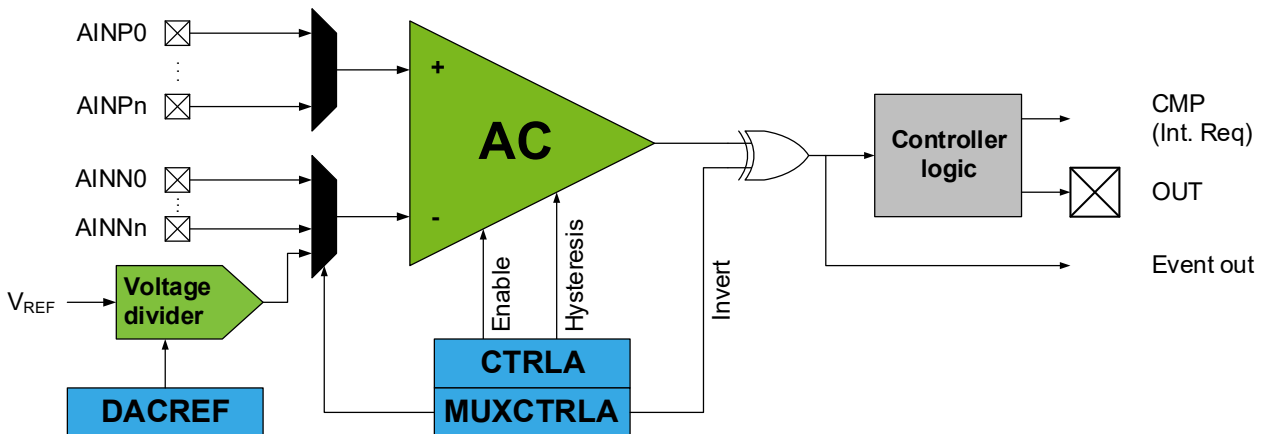 AINP0
AINPn
AINN0
AINNn
VREF
Voltage
divider
DACREF
+
AC
-
Enable
Hysteresis
Invert
CTRLA
MUXCTRLA
Controller
logic
CMP
(Int. Req)
OUT
Event out